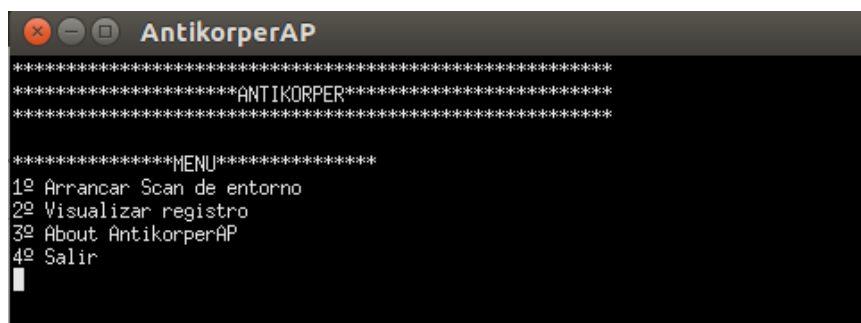 AntikorperAP
********************************************************
*********************ANTIKORPER*************************
********************************************************
***************MENU***************
1º Arrancar Scan de entorno
2º Visualizar registro
3º About AntikorperAP
4º Salir